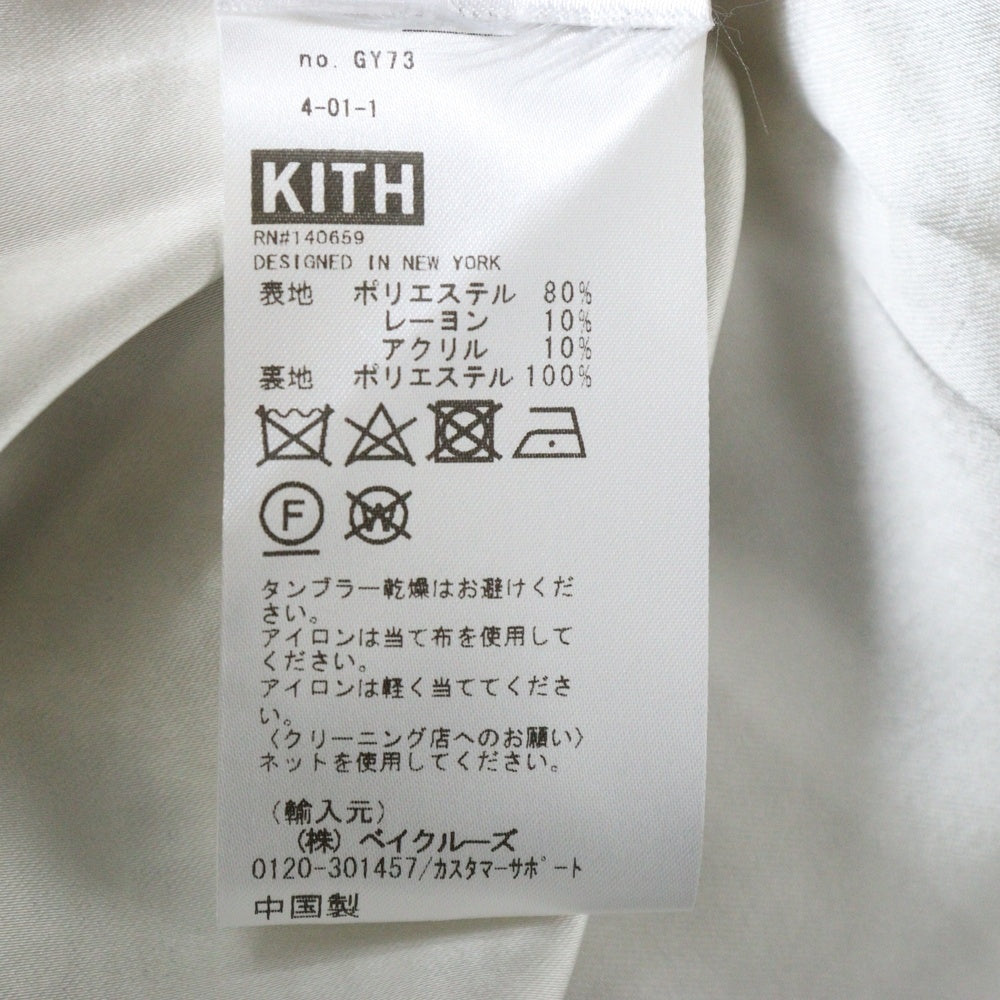 no. GY73
4-01-1
KITH
RN#140659
DESIGNED IN NEW YORK
表地 ポリエステル 80%
レーヨン 10%
アクリル 10%
裏地 ポリエステル 100%
F W
タンブラー乾燥はお避けくだ
さい。
アイロンは当て布を使用して
ください。
アイロンは軽く当ててくださ
い。
〈クリーニング店へのお願い〉
ネットを使用してください。
(輸入元)
(株) ベイクルーズ
0120-301457/カスタマーサポート
中国製